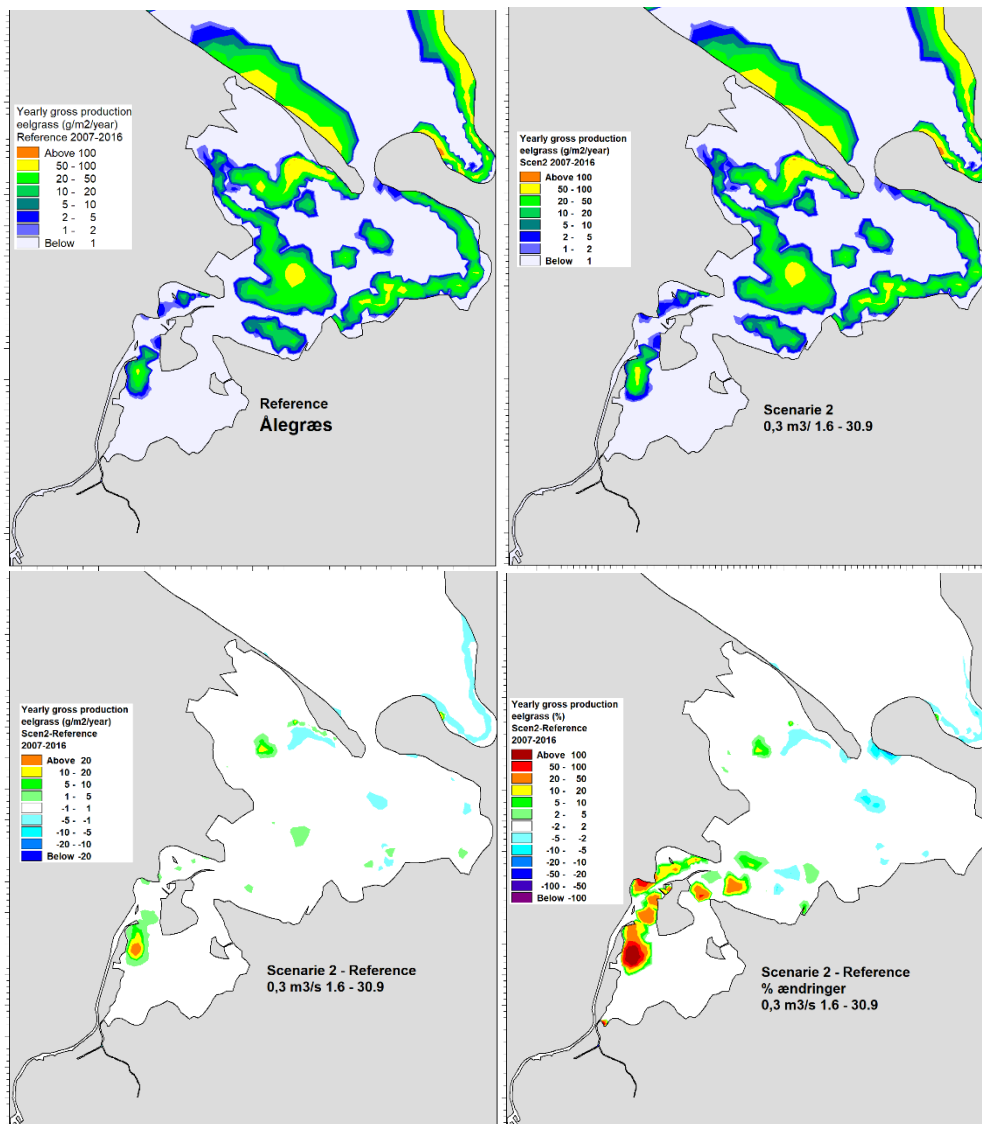 Yearly gross production
eelgrass (g/m2/year)
Reference 2007-2016
Above 100
50 - 100
20 - 50
10 - 20
5 - 10
2 - 5
1 - 2
Below 1
Reference
Ålegræs
Yearly gross production
eelgrass (g/m2/year)
Scen2 2007-2016
Above 100
50 - 100
20 - 50
10 - 20
5 - 10
2 - 5
1 - 2
Below 1
Scenarie 2
0,3 m3/ 1.6 - 30.9
Yearly gross production
eelgrass (g/m2/year)
Scen2-Reference
2007-2016
Above 20
10 - 20
5 - 10
1 - 5
-1 - 1
-5 - -1
-10 - -5
-20 - -10
Below -20
Scenarie 2 - Reference
0,3 m3/s 1.6 - 30.9
Yearly gross production
eelgrass (%)
Scen2-Reference
2007-2016
Above 100
50 - 100
20 - 50
10 - 20
5 - 10
2 - 5
-2 - 2
-5 - -2
-10 - -5
-20 - -10
-50 - -20
-100 - -50
Below -100
Scenarie 2 - Reference
% ændringer
0,3 m3/s 1.6 - 30.9